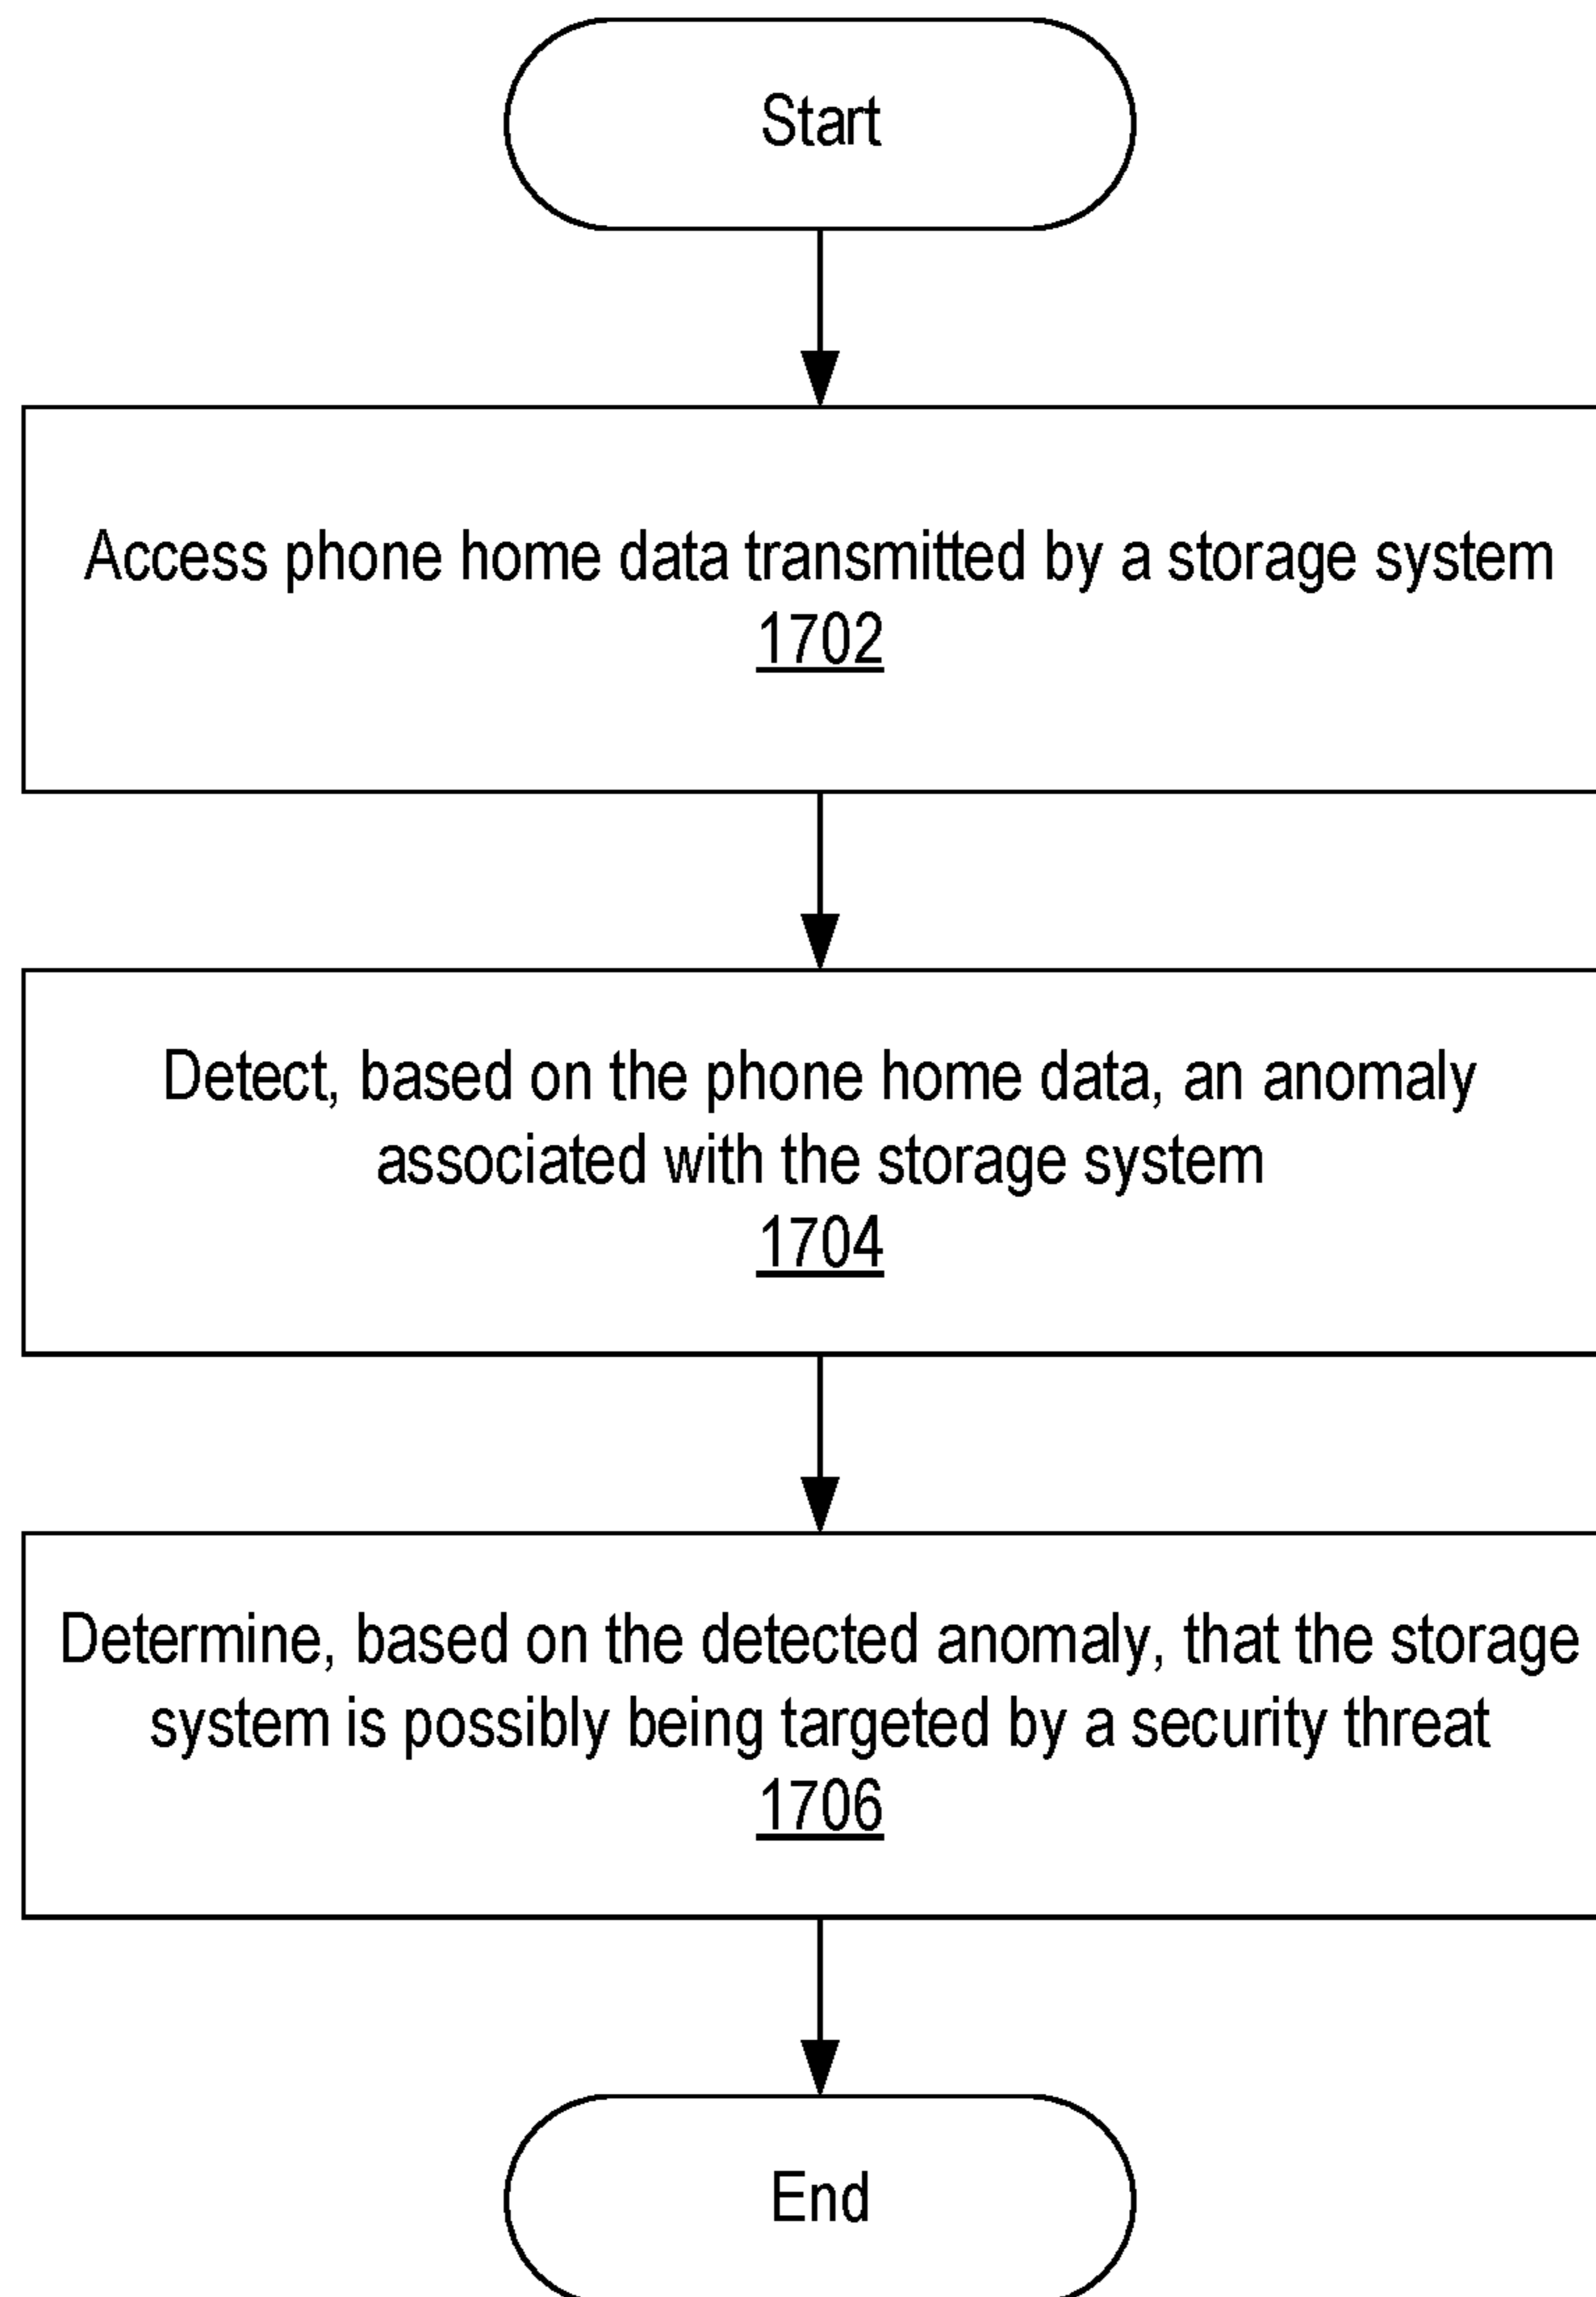 Start
Access phone home data transmitted by a storage system
1702
Detect, based on the phone home data, an anomaly
associated with the storage system
1704
Determine, based on the detected anomaly, that the storage
system is possibly being targeted by a security threat
1706
End